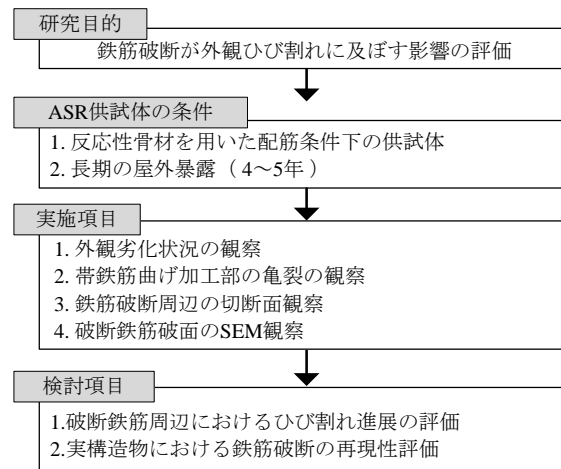 研究目的
鉄筋破断が外観ひび割れに及ぼす影響の評価
ASR供試体の条件
1. 反応性骨材を用いた配筋条件下の供試体
2. 長期の屋外暴露（4～5年）
実施項目
1. 外観劣化状況の観察
2. 帯鉄筋曲げ加工部の亀裂の観察
3. 鉄筋破断周辺の切断面観察
4. 破断鉄筋破面のSEM観察
検討項目
1.破断鉄筋周辺におけるひび割れ進展の評価
2.実構造物における鉄筋破断の再現性評価